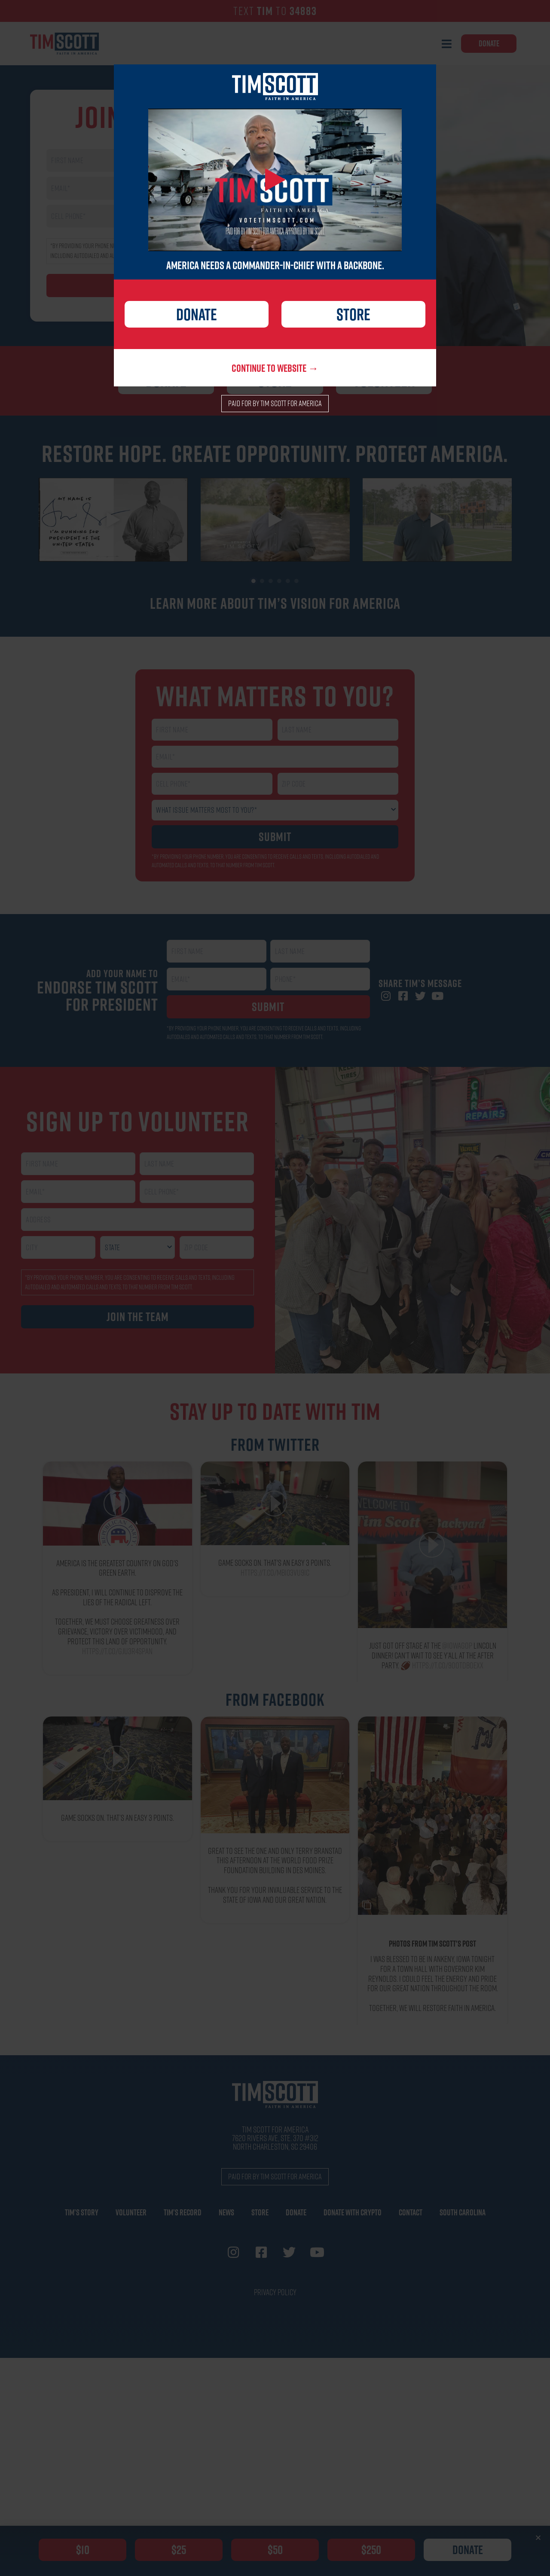 TEXT TIM TO 34883
TIM SCOTT
DONATE
JOIN
TIM SCOTT
FAITH IN AMERICA
TIM SCOTT
FAITH IN AMERICA
VOTETIMSCOTT.COM
PAID FOR BY TIM SCOTT FOR AMERICA. APPROVED BY TIM SCOTT.
AMERICA NEEDS A COMMANDER-IN-CHIEF WITH A BACKBONE.
DONATE
STORE
CONTINUE TO WEBSITE →
PAID FOR BY TIM SCOTT FOR AMERICA
RESTORE HOPE. CREATE OPPORTUNITY. PROTECT AMERICA.
MY NAME IS
I'M RUNNING FOR
PRESIDENT OF THE
UNITED STATES
LEARN MORE ABOUT TIM'S VISION FOR AMERICA
WHAT MATTERS TO YOU?
FIRST NAME
LAST NAME
EMAIL
CELL PHONE
ZIP CODE
WHAT ISSUE MATTERS MOST TO YOU?*
SUBMIT
ADD YOUR NAME TO
ENDORSE TIM SCOTT
FOR PRESIDENT
FIRST NAME
LAST NAME
EMAIL
PHONE
SUBMIT
SHARE TIM'S MESSAGE
SIGN UP TO VOLUNTEER
FIRST NAME
LAST NAME
EMAIL
CELL PHONE
ADDRESS
CITY
STATE
ZIP CODE
JOIN THE TEAM
CAR
REPAIRS
STAY UP TO DATE WITH TIM
FROM TWITTER
AMERICA IS THE GREATEST COUNTRY ON GOD'S
GREEN EARTH.
AS PRESIDENT, I WILL CONTINUE TO DISPROVE THE
LIES OF THE RADICAL LEFT.
TOGETHER, WE MUST CHOOSE GREATNESS OVER
GRIEVANCE, VICTORY OVER VICTIMHOOD, AND
PROTECT THIS LAND OF OPPORTUNITY.
GAME SOCKS ON. THAT'S AN EASY 3 POINTS.
WELCOME TO
Tim Scott's Backyard
JUST GOT OFF STAGE AT THE LINCOLN
DINNER! CAN'T WAIT TO SEE Y'ALL AT THE AFTER
PARTY. 🏈
FROM FACEBOOK
GAME SOCKS ON. THAT'S AN EASY 3 POINTS.
GREAT TO SEE THE ONE AND ONLY TERRY BRANSTAD
THIS AFTERNOON AT THE WORLD FOOD PRIZE
FOUNDATION BUILDING IN DES MOINES.
THANK YOU FOR YOUR INVALUABLE SERVICE TO THE
STATE OF IOWA AND OUR GREAT NATION.
PHOTOS FROM TIM SCOTT'S POST
I WAS BLESSED TO BE IN ANKENY, IOWA TONIGHT
FOR A TOWN HALL WITH GOVERNOR KIM
REYNOLDS. I COULD FEEL THE ENERGY AND PRIDE
FOR OUR GREAT NATION THROUGHOUT THE ROOM.
TOGETHER, WE WILL RESTORE FAITH IN AMERICA.
TIM SCOTT
FAITH IN AMERICA
TIM SCOTT FOR AMERICA
7620 RIVERS AVE. STE. 370 #312
NORTH CHARLESTON, SC 29406
PAID FOR BY TIM SCOTT FOR AMERICA
TIM'S STORY VOLUNTEER TIM'S RECORD NEWS STORE DONATE DONATE WITH CRYPTO CONTACT SOUTH CAROLINA
PRIVACY POLICY
$10 $25 $50 $250 DONATE